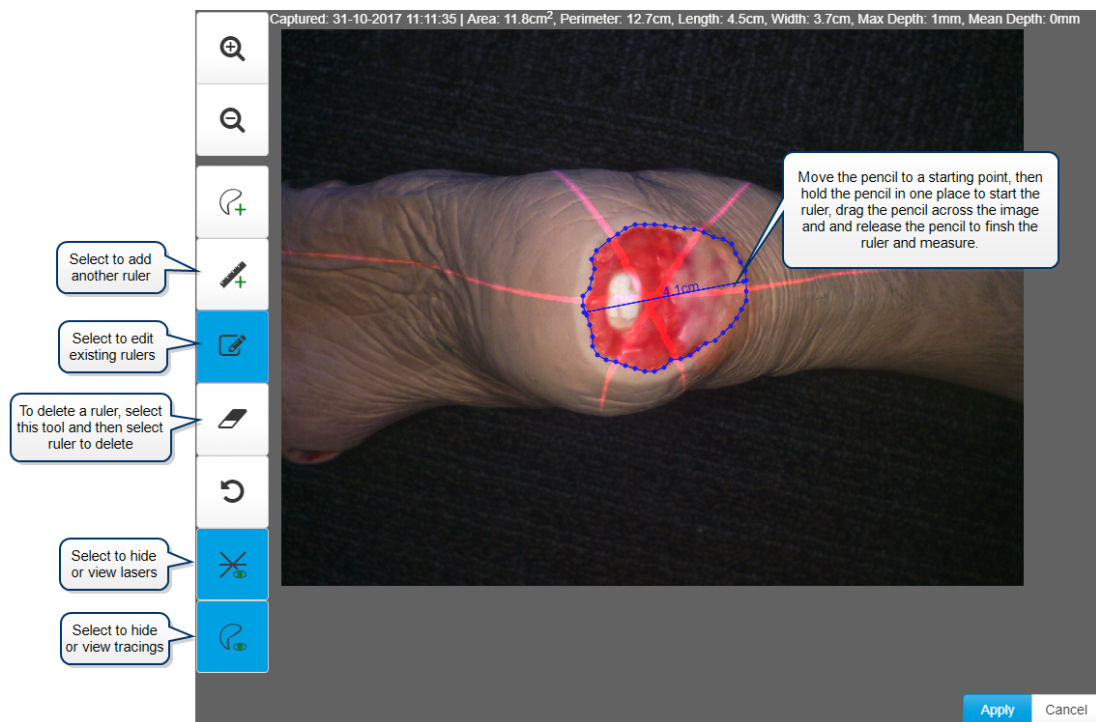 Captured: 31-10-2017 11:11:35 | Area: 11.8cm², Perimeter: 12.7cm, Length: 4.5cm, Width: 3.7cm, Max Depth: 1mm, Mean Depth: 0mm
Move the pencil to a starting point, then
hold the pencil in one place to start the
ruler, drag the pencil across the image
and and release the pencil to finsh the
ruler and measure.
4.1cm
Select to add
another ruler
Select to edit
existing rulers
To delete a ruler, select
this tool and then select
ruler to delete
Select to hide
or view lasers
Select to hide
or view tracings
Apply
Cancel